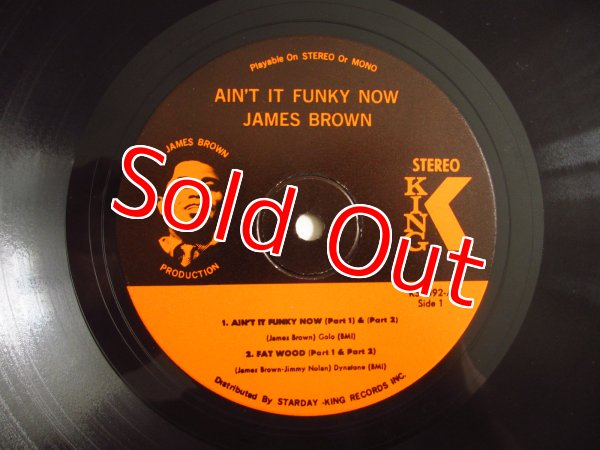 Playable On STEREO Or MONO
AIN'T IT FUNKY NOW
JAMES BROWN
JAMES BROWN
PRODUCTION
STEREO
KING
K
Sold Out
Side 1
1. AIN'T IT FUNKY NOW (Part 1) & (Part 2)
(James Brown) Golo (BMI)
2. FAT WOOD (Part 1 & Part 2)
(James Brown-Jimmy Nolan) Dynatone (BMI)
Distributed By STARDAY -KING RECORDS INC.